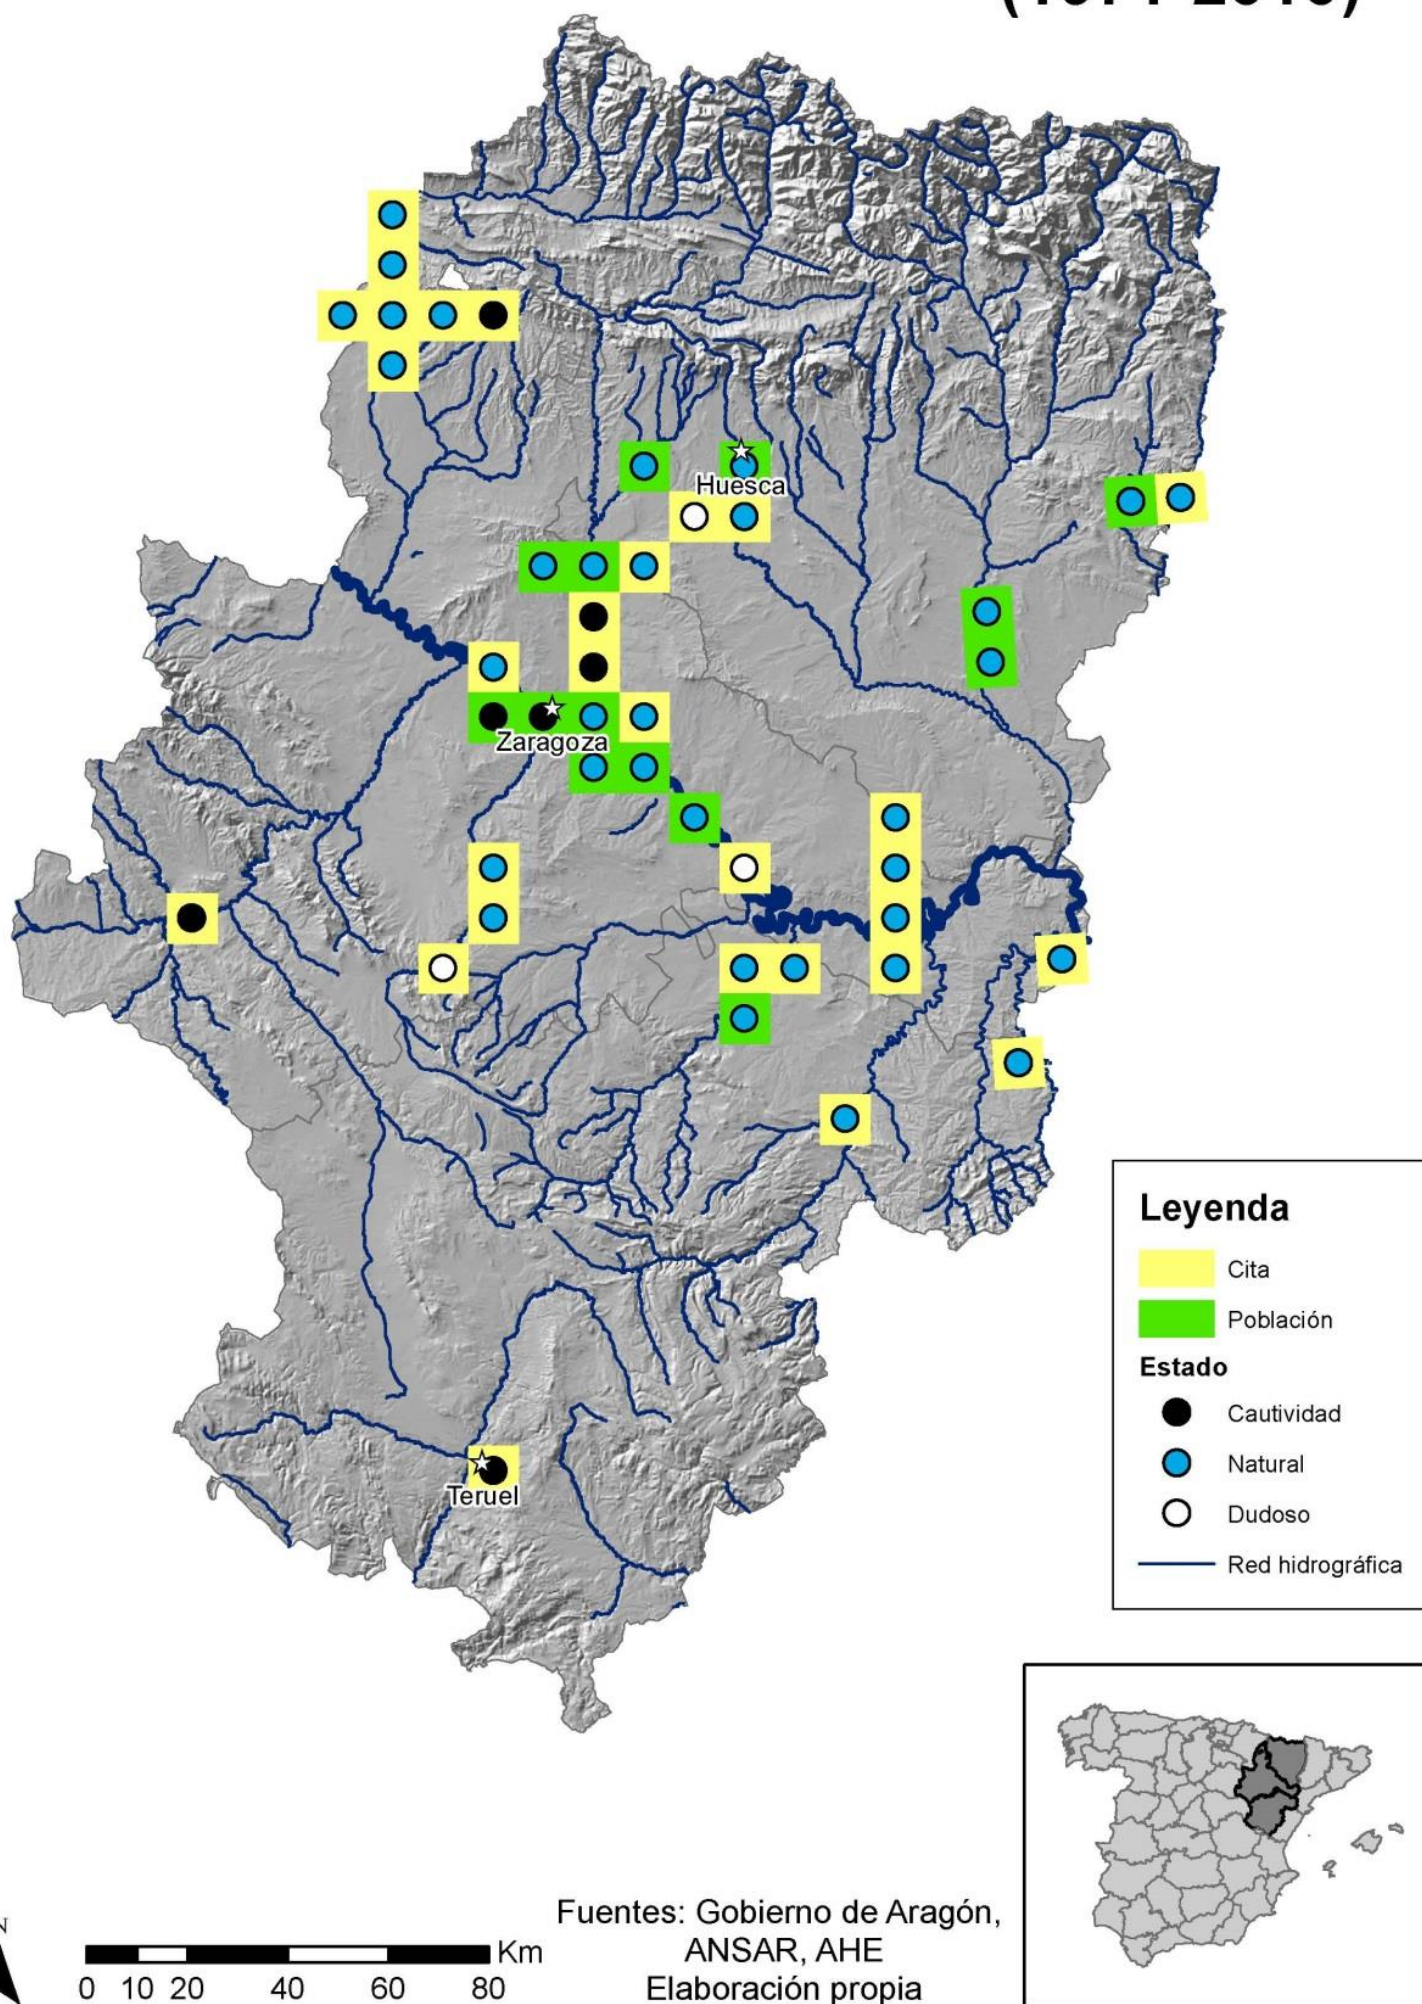 Huesca
Zaragoza
Teruel
Leyenda
Cita
Población
Estado
Cautividad
Natural
Dudoso
Red hidrográfica
N
Km
0 10 20 40 60 80
Fuentes: Gobierno de Aragón,
ANSAR, AHE
Elaboración propia